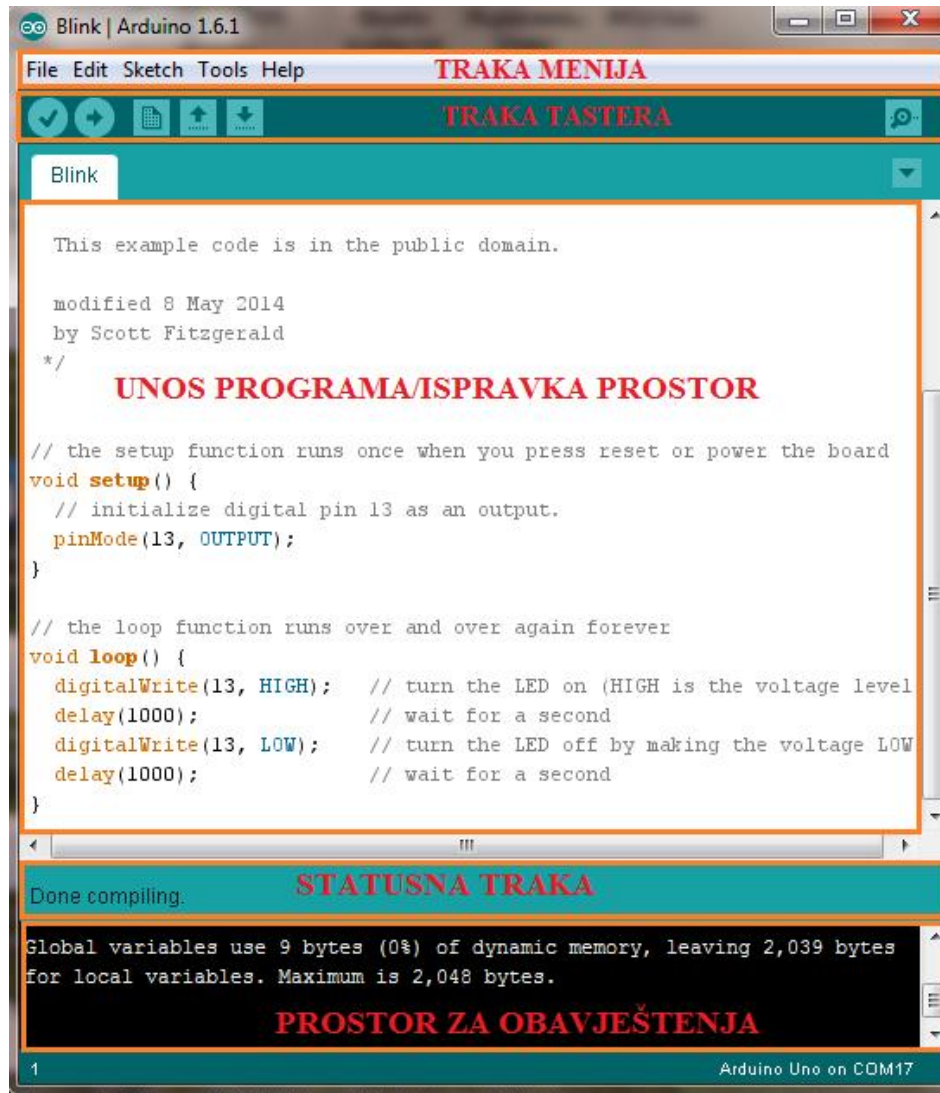 Blink | Arduino 1.6.1
File Edit Sketch Tools Help TRAKA MENIJA
TRAKA TASTERA
Blink
This example code is in the public domain.
modified 8 May 2014
by Scott Fitzgerald
*/
UNOS PROGRAMA/ISPRAVKA PROSTOR
// the setup function runs once when you press reset or power the board
void setup() {
// initialize digital pin 13 as an output.
pinMode(13, OUTPUT);
}
// the loop function runs over and over again forever
void loop() {
digitalWrite(13, HIGH); // turn the LED on (HIGH is the voltage level
delay(1000); // wait for a second
digitalWrite(13, LOW); // turn the LED off by making the voltage LOW
delay(1000); // wait for a second
}
Done compiling. STATUSNA TRAKA
Global variables use 9 bytes (0%) of dynamic memory, leaving 2,039 bytes
for local variables. Maximum is 2,048 bytes.
PROSTOR ZA OBAVJEŠTENJA
1 Arduino Uno on COM17